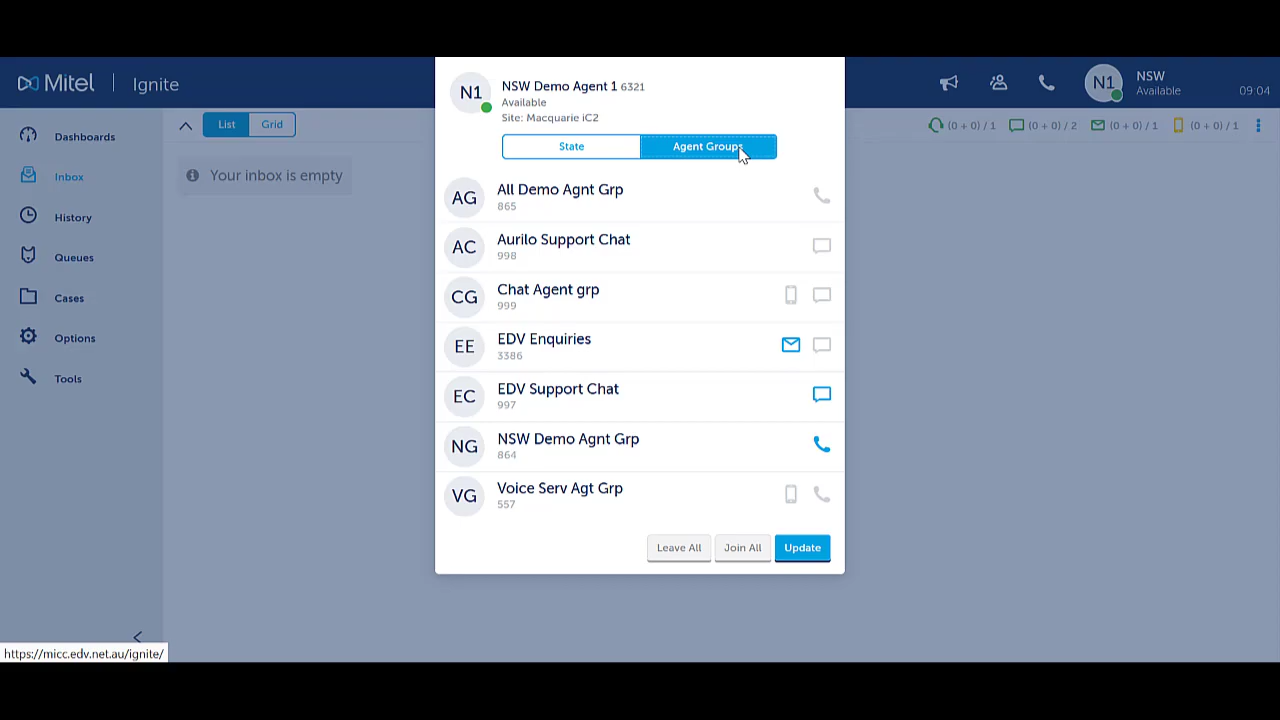 Mitel | Ignite
N1
NSW
Available
09:04
(0 + 0) / 1
(0 + 0) / 2
(0 + 0) / 1
(0 + 0) / 1
Dashboards
Inbox
History
Queues
Cases
Options
Tools
List
Grid
Your inbox is empty
N1
NSW Demo Agent 1 6321
Available
Site: Macquarie iC2
State
Agent Groups
AG
All Demo Agnt Grp
865
AC
Aurilo Support Chat
998
CG
Chat Agent grp
999
EE
EDV Enquiries
3386
EC
EDV Support Chat
997
NG
NSW Demo Agnt Grp
864
VG
Voice Serv Agt Grp
557
Leave All
Join All
Update
https://micc.edv.net.au/ignite/